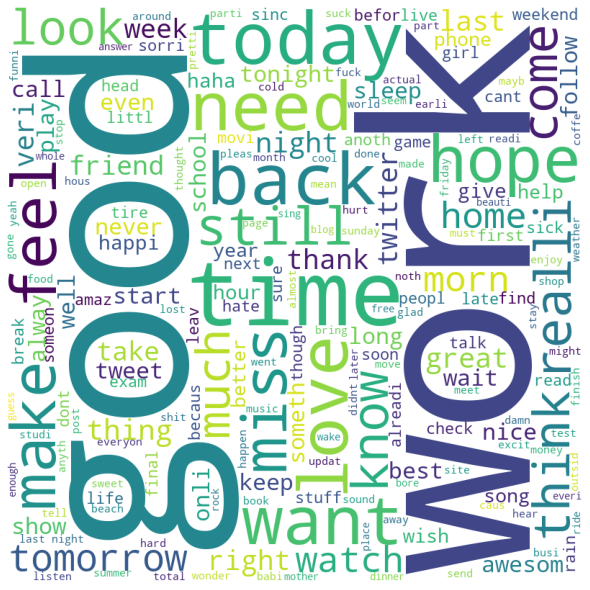 good
work
today
time
back
need
love
want
miss
still
know
hope
feel
make
look
think
realli
come
tomorrow
much
watch
home
morn
last
week
call
veri
play
friend
even
littl
head
haha
tonight
sleep
sinc
sorri
night
movi
anoth
school
befor
live
phone
girl
cant
follow
weekend
around
parti
suck
answer
pretti
cold
fuck
part
actual
world
seem
earli
mayb
funni
stop
whole
open
hous
gone
yeah
thought
pleas
month
cool
done
mean
made
left
readi
game
friday
coffe
twitter
give
help
beauti
first
sick
must
weather
enjoy
tire
never
happi
well
alway
someon
amaz
start
year
next
sure
thank
hour
hate
leav
lost
food
break
dont
page
sing
blog
sunday
hurt
peopl
late
find
noth
shop
stay
almost
free
glad
long
soon
take
tweet
exam
thing
becaus
better
someth
though
bring
move
didnt
later
alreadi
talk
great
wait
meet
read
might
finish
guess
studi
anyth
post
shit
went
music
wake
updat
happen
everyon
check
nice
damn
test
excit
money
outsid
best
site
song
hear
caus
everi
ride
enough
tell
sweet
life
beach
final
onli
rock
keep
stuff
sound
bore
book
place
away
wish
show
last night
hard
right
awesom
busi
rain
listen
summer
total
wonder
babi
mother
dinner
send